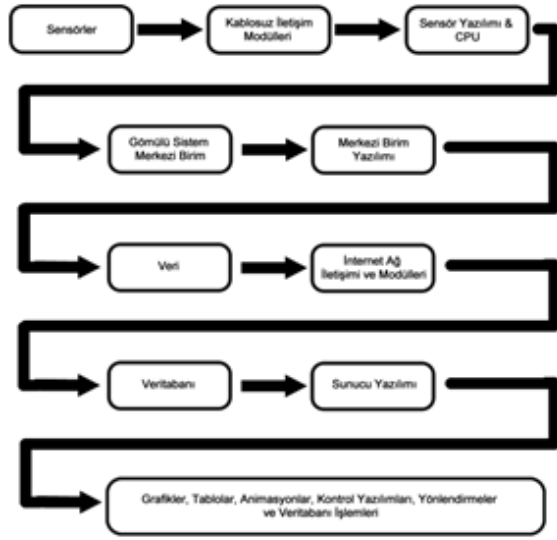 Sensörler
Kablosuz İletişim
Modülleri
Sensör Yazılımı &
CPU
Gömülü Sistem
Merkezi Birim
Merkezi Birim
Yazılımı
Veri
İnternet Ağ
İletişimi ve Modülleri
Veritabanı
Sunucu Yazılımı
Grafikler, Tablolar, Animasyonlar, Kontrol Yazılımları, Yönlendirmeler
ve Veritabanı İşlemleri